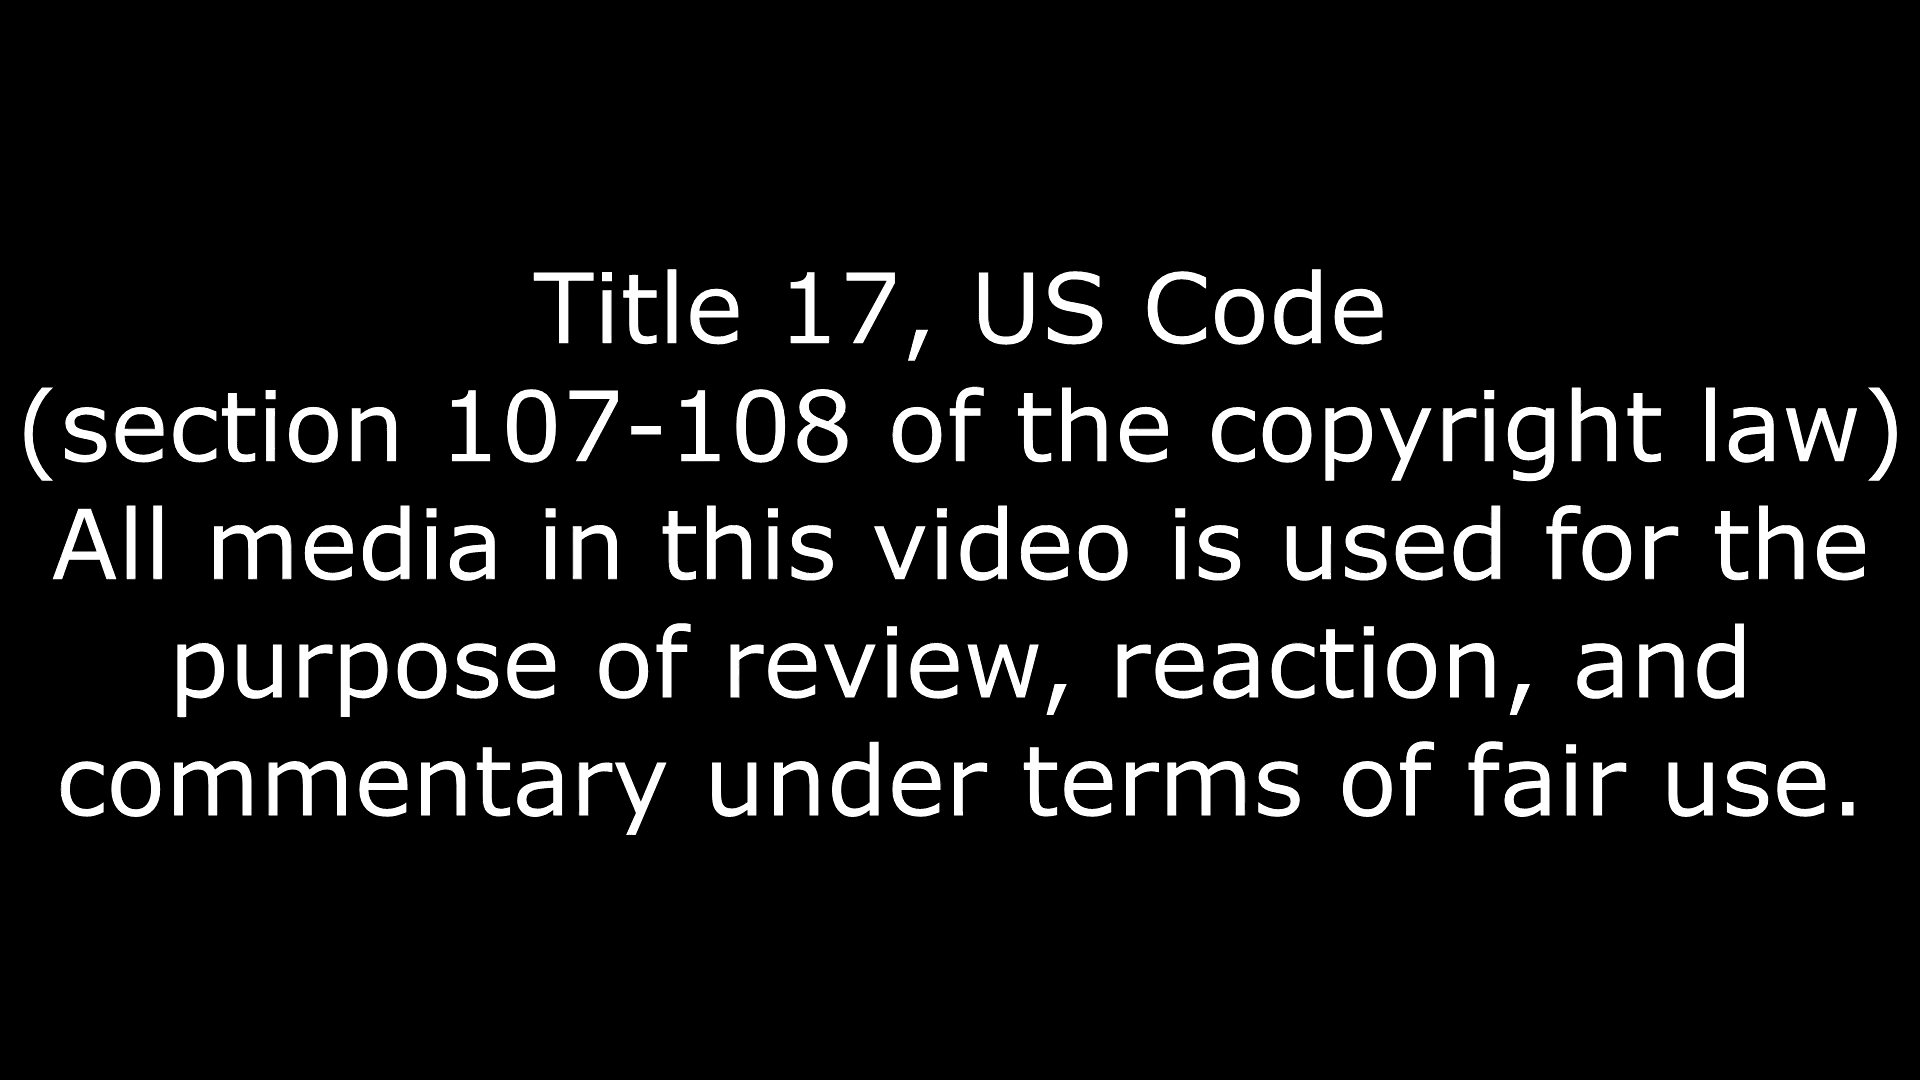 Title 17, US Code
(section 107-108 of the copyright law)
All media in this video is used for the
purpose of review, reaction, and
commentary under terms of fair use.